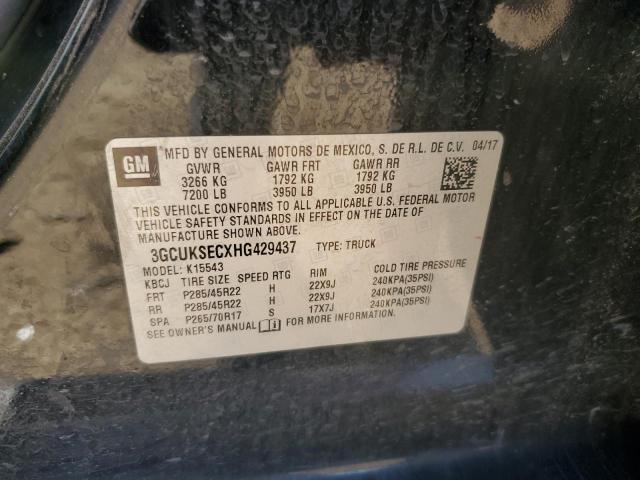 GM
MFD BY GENERAL MOTORS DE MEXICO, S. DE R.L. DE C.V. 04/17
GVWR GAWR FRT GAWR RR
3266 KG 1792 KG 1792 KG
7200 LB 3950 LB 3950 LB
THIS VEHICLE CONFORMS TO ALL APPLICABLE U.S. FEDERAL MOTOR
VEHICLE SAFETY STANDARDS IN EFFECT ON THE DATE OF
MANUFACTURE SHOWN ABOVE.
3GCUKSECXHG429437 TYPE: TRUCK
MODEL: K15543
KBCJ TIRE SIZE SPEED RTG RIM COLD TIRE PRESSURE
FRT P285/45R22 H 22X9J 240KPA(35PSI)
RR P285/45R22 H 22X9J 240KPA(35PSI)
SPA P265/70R17 S 17X7J 240KPA(35PSI)
SEE OWNER'S MANUAL FOR MORE INFORMATION.